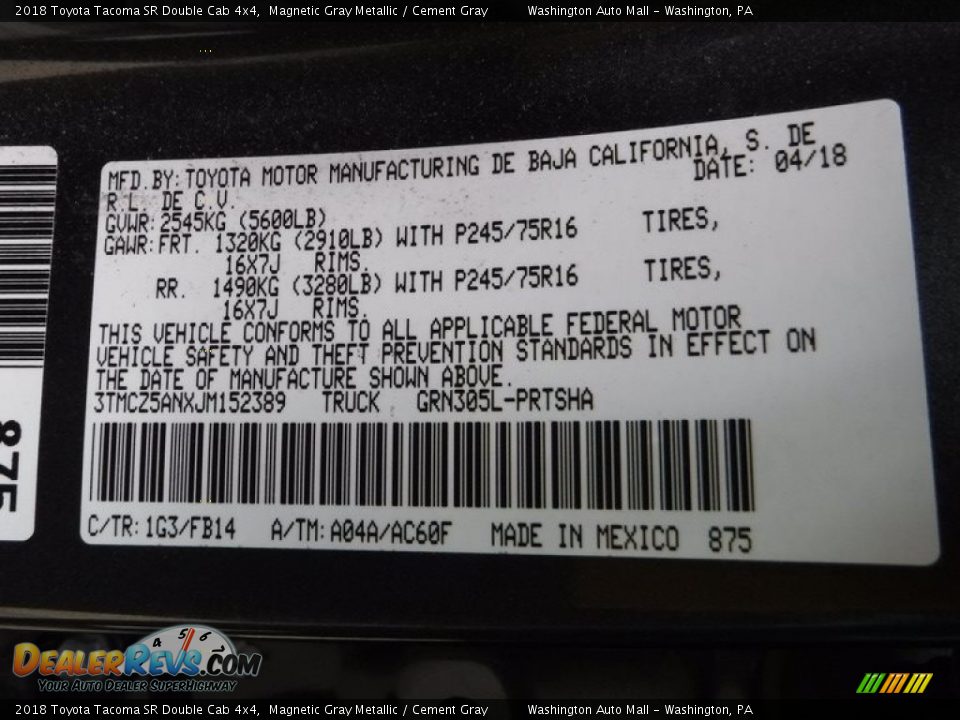 2018 Toyota Tacoma SR Double Cab 4x4, Magnetic Gray Metallic / Cement Gray Washington Auto Mall - Washington, PA
MFD.BY:TOYOTA MOTOR MANUFACTURING DE BAJA CALIFORNIA, S. DE
R.L. DE C.V. DATE: 04/18
GVWR:2545KG (5600LB)
GAWR:FRT. 1320KG (2910LB) WITH P245/75R16 TIRES,
16X7J RIMS.
RR. 1490KG (3280LB) WITH P245/75R16 TIRES,
16X7J RIMS.
THIS VEHICLE CONFORMS TO ALL APPLICABLE FEDERAL MOTOR
VEHICLE SAFETY AND THEFT PREVENTION STANDARDS IN EFFECT ON
THE DATE OF MANUFACTURE SHOWN ABOVE.
3TMCZ5ANXJM152389 TRUCK GRN305L-PRTSHA
C/TR:1G3/FB14 A/TM:A04A/AC60F MADE IN MEXICO 875
875
4 5 6
DEALERREVS.COM
YOUR AUTO DEALER SUPERHIGHWAY
2018 Toyota Tacoma SR Double Cab 4x4, Magnetic Gray Metallic / Cement Gray Washington Auto Mall - Washington, PA